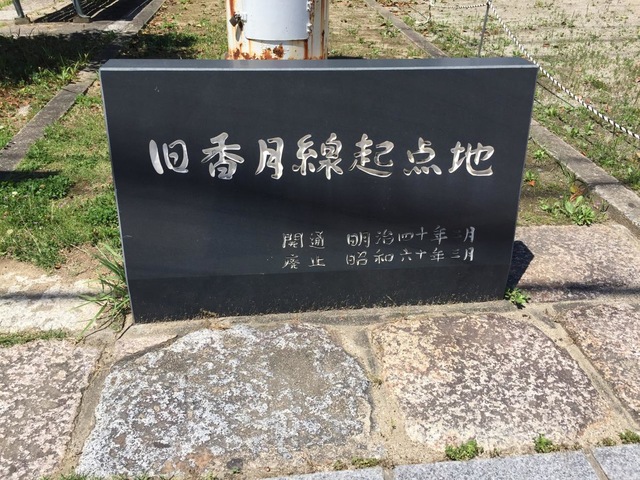 旧香月線起点地
開通 明治四十年二月
廃止 昭和六十年三月